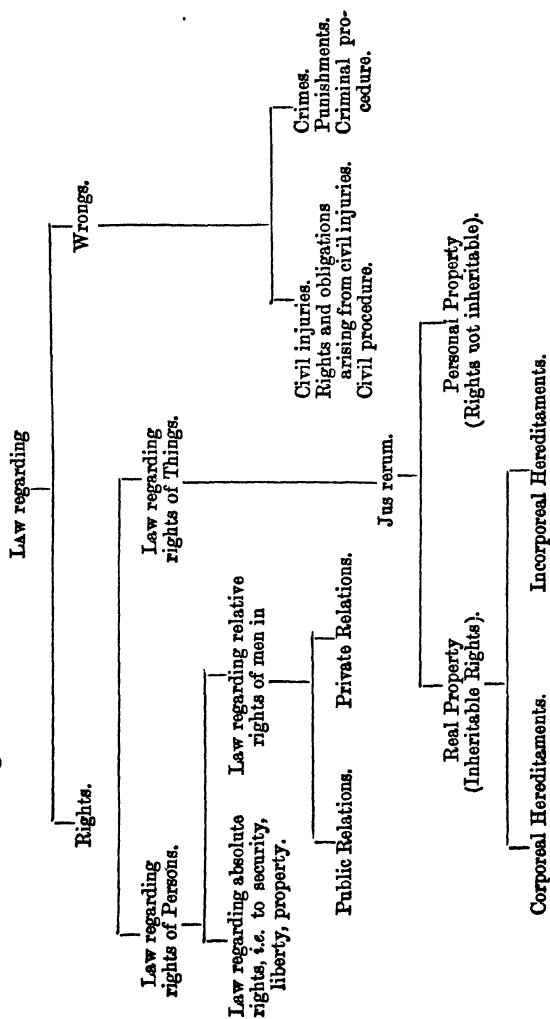 LAW regarding
Rights.
Wrongs.
Law regarding
rights of Persons.
Law regarding
rights of Things.
Law regarding absolute
rights, i.e. to security,
liberty, property.
Law regarding relative
rights of men in
Public Relations.
Private Relations.
Jus rerum.
Real Property
(Inheritable Rights).
Personal Property
(Rights not inheritable).
Corporeal Hereditaments.
Incorporeal Hereditaments.
Civil injuries.
Rights and obligations
arising from civil injuries.
Civil procedure.
Crimes.
Punishments.
Criminal pro-
cedure.